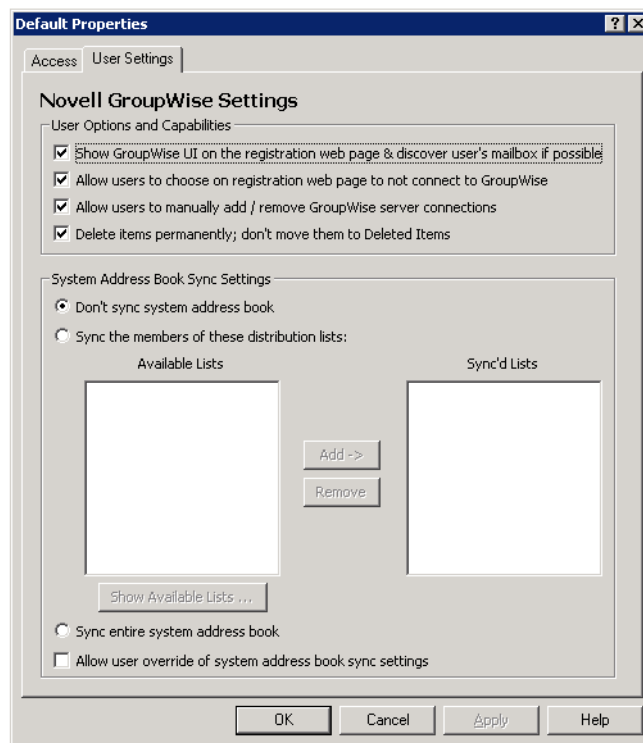 Default Properties
Access
User Settings
Novell GroupWise Settings
User Options and Capabilities
Show GroupWise UI on the registration web page & discover user's mailbox if possible
Allow users to choose on registration web page to not connect to GroupWise
Allow users to manually add / remove GroupWise server connections
Delete items permanently; don't move them to Deleted Items
System Address Book Sync Settings
Don't sync system address book
Sync the members of these distribution lists:
Available Lists
Sync'd Lists
Add ->
Remove
Show Available Lists ...
Sync entire system address book
Allow user override of system address book sync settings
OK
Cancel
Apply
Help